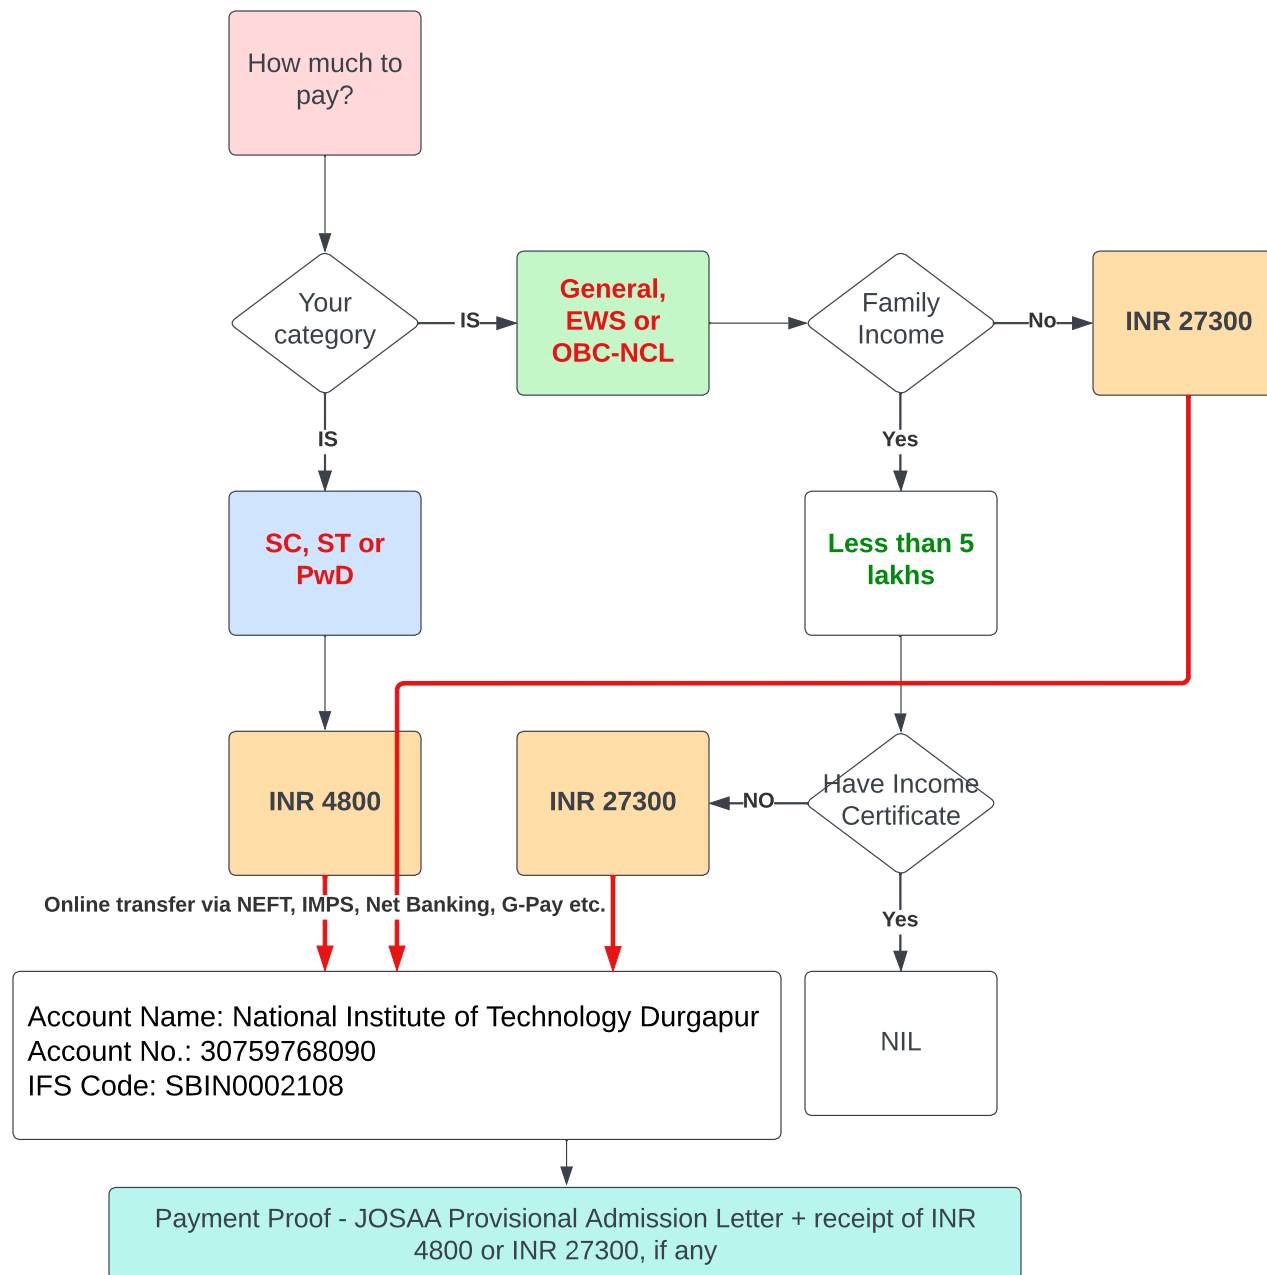 How much to
pay?
Your
category
IS
General,
EWS or
OBC-NCL
Family
Income
No
INR 27300
IS
Yes
SC, ST or
PwD
Less than 5
lakhs
INR 4800
INR 27300
NO
Have Income
Certificate
Online transfer via NEFT, IMPS, Net Banking, G-Pay etc.
Yes
Account Name: National Institute of Technology Durgapur
Account No.: 30759768090
IFS Code: SBIN0002108
NIL
Payment Proof - JOSAA Provisional Admission Letter + receipt of INR
4800 or INR 27300, if any